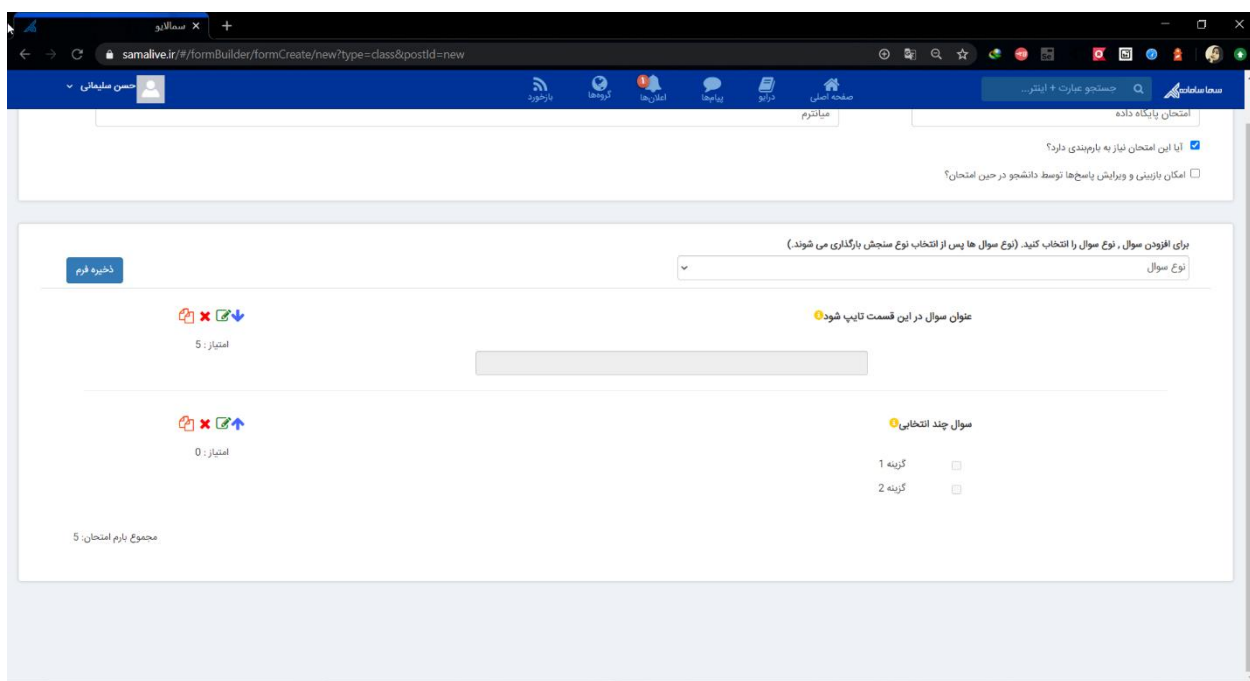 سمالایو
samalive.ir/#/formBuilder/formCreate/new?type=class&postId=new
جستجو عبارت + اینتر...
صفحه اصلی
درایو
پیام‌ها
اعلان‌ها
1
گروه‌ها
بازخورد
حسن سلیمانی
امتحان پایگاه داده
میانترم
آیا این امتحان نیاز به بارم‌بندی دارد؟
امکان بازبینی و ویرایش پاسخ‌ها توسط دانشجو در حین امتحان؟
برای افزودن سوال , نوع سوال را انتخاب کنید. (نوع سوال ها پس از انتخاب نوع سنجش بارگذاری می شوند.)
نوع سوال
ذخیره فرم
عنوان سوال در این قسمت تایپ شود
امتیاز : 5
سوال چند انتخابی
امتیاز : 0
گزینه 1
گزینه 2
مجموع بارم امتحان: 5